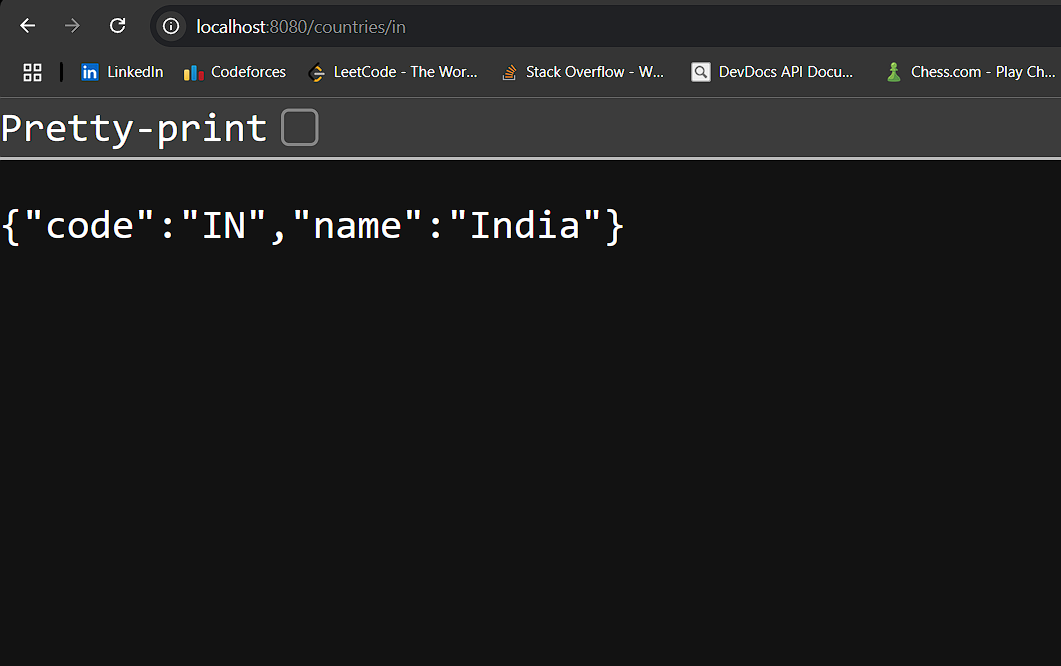 localhost:8080/countries/in
LinkedIn Codeforces LeetCode - The Wor... Stack Overflow - W... DevDocs API Docu... Chess.com - Play Ch...
Pretty-print
{"code":"IN","name":"India"}